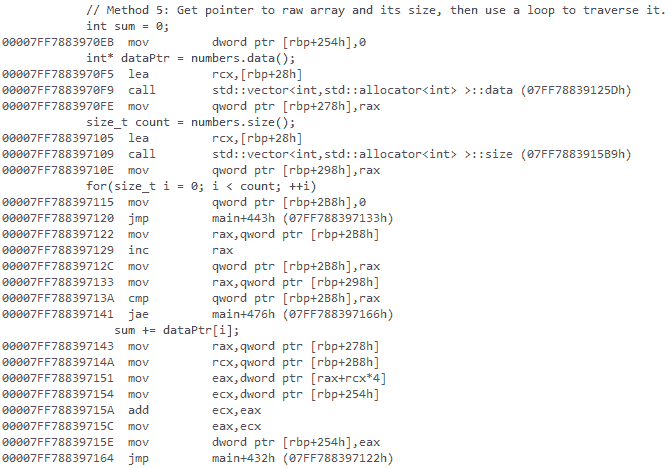 // Method 5: Get pointer to raw array and its size, then use a loop to traverse it.
int sum = 0;
00007FF7883970EB mov dword ptr [rbp+254h],0
int* dataPtr = numbers.data();
00007FF7883970F5 lea rcx,[rbp+28h]
00007FF7883970F9 call std::vector<int,std::allocator<int> >::data (07FF78839125Dh)
00007FF7883970FE mov qword ptr [rbp+278h],rax
size_t count = numbers.size();
00007FF788397105 lea rcx,[rbp+28h]
00007FF788397109 call std::vector<int,std::allocator<int> >::size (07FF7883915B9h)
00007FF78839710E mov qword ptr [rbp+298h],rax
for(size_t i = 0; i < count; ++i)
00007FF788397115 mov qword ptr [rbp+2B8h],0
00007FF788397120 jmp main+443h (07FF788397133h)
00007FF788397122 mov rax,qword ptr [rbp+2B8h]
00007FF788397129 inc rax
00007FF78839712C mov qword ptr [rbp+2B8h],rax
00007FF788397133 mov rax,qword ptr [rbp+298h]
00007FF78839713A cmp qword ptr [rbp+2B8h],rax
00007FF788397141 jae main+476h (07FF788397166h)
sum += dataPtr[i];
00007FF788397143 mov rax,qword ptr [rbp+278h]
00007FF78839714A mov rcx,qword ptr [rbp+2B8h]
00007FF788397151 mov eax,dword ptr [rax+rcx*4]
00007FF788397154 mov ecx,dword ptr [rbp+254h]
00007FF78839715A add ecx,eax
00007FF78839715C mov eax,ecx
00007FF78839715E mov dword ptr [rbp+254h],eax
00007FF788397164 jmp main+432h (07FF788397122h)